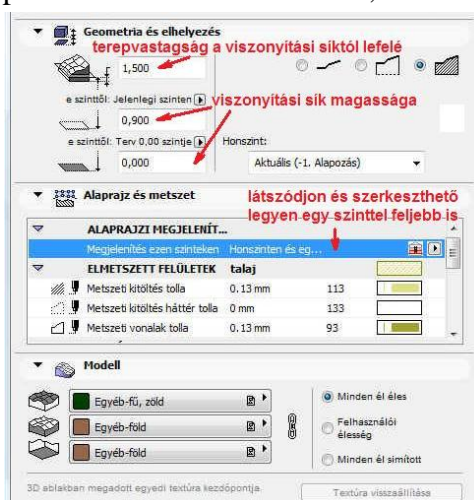 Geometria és elhelyezés
terepvastagság a viszonyítási síktól lefelé
1,500
e szinttől: Jelenlegi szinten
viszonyítási sík magassága
0,900
e szinttől: Terv 0,00 szintje
Honszint:
0,000
Aktuális (-1. Alapozás)
Alaprajz és metszet
látszódjon és szerkeszthető
legyen egy szinttel feljebb is
ALAPRAJZI MEGJELENÍT...
Megjelenítés ezen szinteken Honszinten és eg...
ELMETSZETT FELÜLETEK talaj
Metszeti kitöltés tolla 0.13 mm 113
Metszeti kitöltés háttér tolla 0 mm 133
Metszeti vonalak tolla 0.13 mm 93
Modell
Egyéb-fű, zöld
Egyéb-föld
Egyéb-föld
Minden él éles
Felhasználói
élesség
Minden él simított
3D ablakban megadott egyedi textúra kezdőpontja.
Textúra visszaállítása